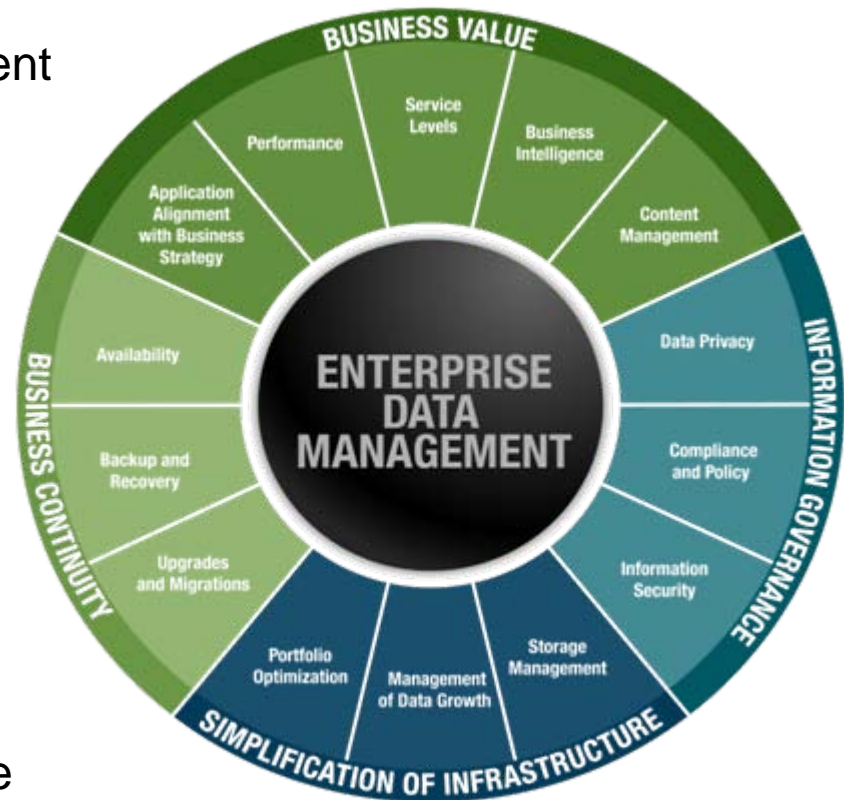 ent
BUSINESS VALUE
Service
Levels
Performance
Business
Intelligence
Application
Alignment
with Business
Strategy
Content
Management
Availability
Data Privacy
ENTERPRISE
DATA
MANAGEMENT
BUSINESS CONTINUITY
INFORMATION GOVERNANCE
Backup and
Recovery
Compliance
and Policy
Upgrades
and Migrations
Information
Security
Portfolio
Optimization
Management
of Data Growth
Storage
Management
SIMPLIFICATION OF INFRASTRUCTURE
e